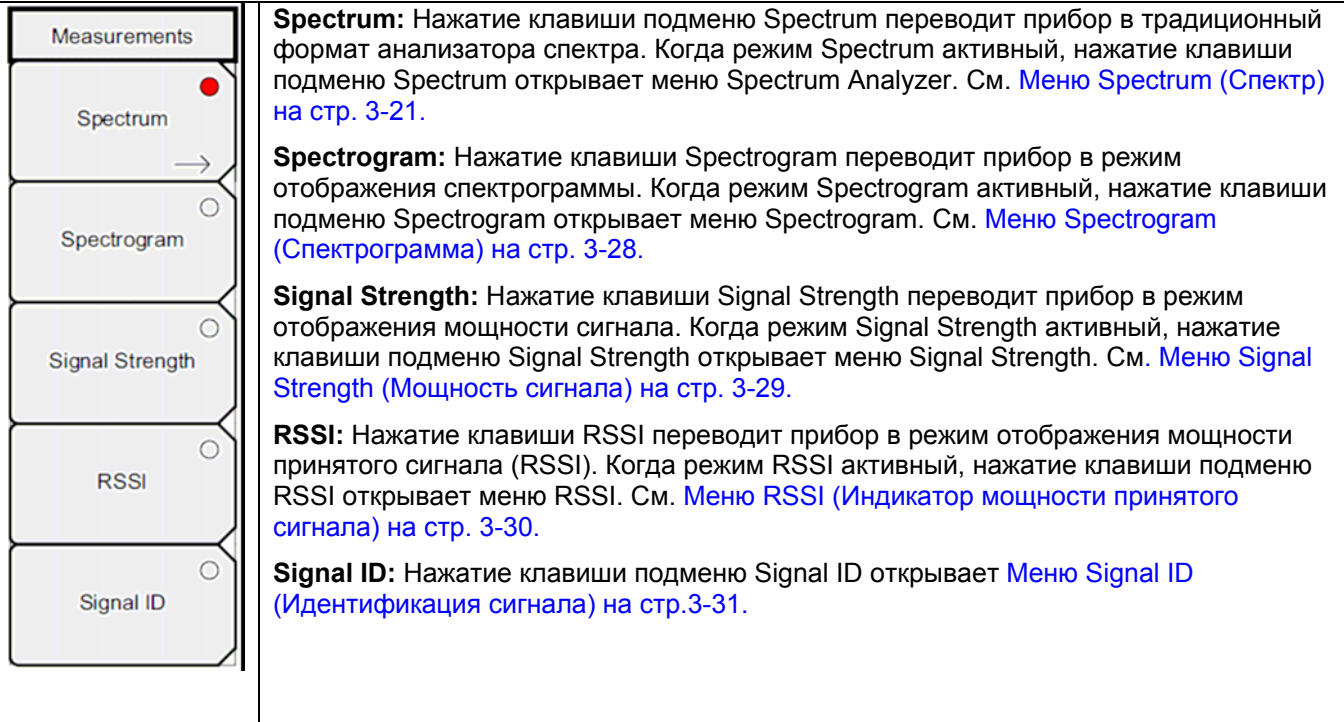 Measurements
Spectrum
Spectrogram
Signal Strength
RSSI
Signal ID
Spectrum: Нажатие клавиши подменю Spectrum переводит прибор в традиционный
формат анализатора спектра. Когда режим Spectrum активный, нажатие клавиши
подменю Spectrum открывает меню Spectrum Analyzer. См. Меню Spectrum (Спектр)
на стр. 3-21.
Spectrogram: Нажатие клавиши Spectrogram переводит прибор в режим
отображения спектрограммы. Когда режим Spectrogram активный, нажатие клавиши
подменю Spectrogram открывает меню Spectrogram. См. Меню Spectrogram
(Спектрограмма) на стр. 3-28.
Signal Strength: Нажатие клавиши Signal Strength переводит прибор в режим
отображения мощности сигнала. Когда режим Signal Strength активный, нажатие
клавиши подменю Signal Strength открывает меню Signal Strength. См. Меню Signal
Strength (Мощность сигнала) на стр. 3-29.
RSSI: Нажатие клавиши RSSI переводит прибор в режим отображения мощности
принятого сигнала (RSSI). Когда режим RSSI активный, нажатие клавиши подменю
RSSI открывает меню RSSI. См. Меню RSSI (Индикатор мощности принятого
сигнала) на стр. 3-30.
Signal ID: Нажатие клавиши подменю Signal ID открывает Меню Signal ID
(Идентификация сигнала) на стр.3-31.